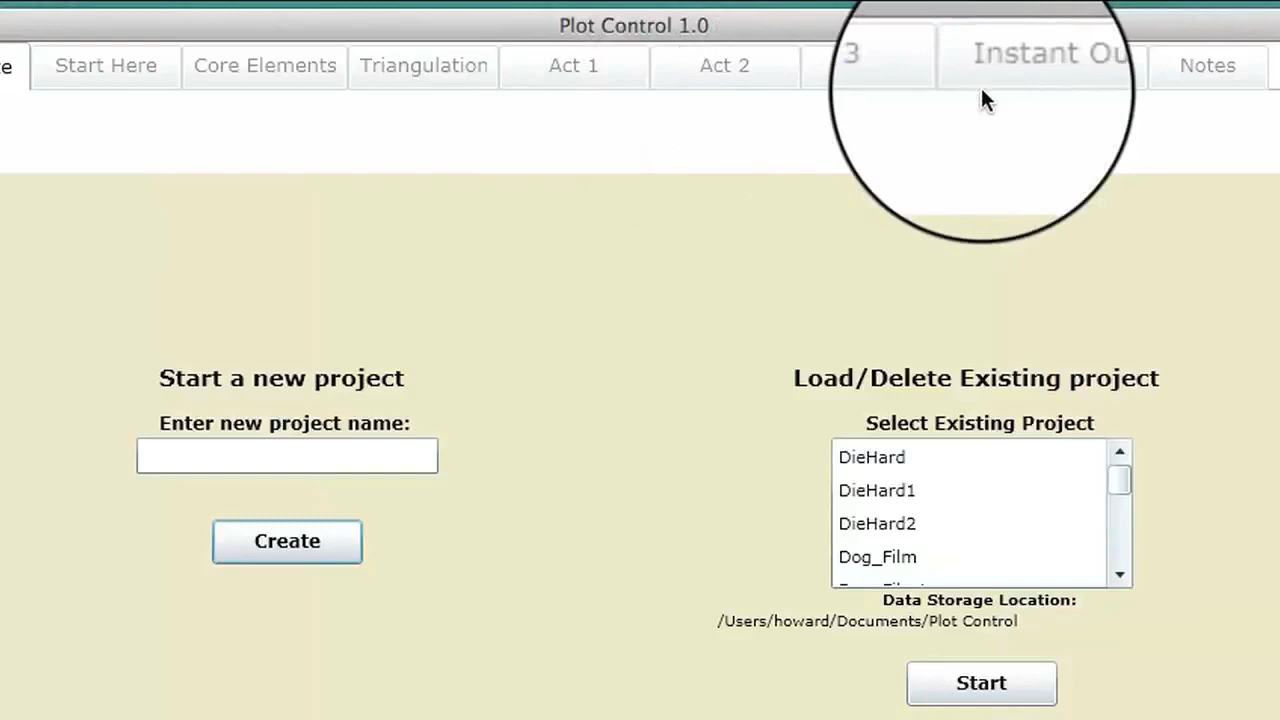 Plot Control 1.0
Start Here Core Elements Triangulation Act 1 Act 2 3 Instant Notes
Start a new project
Enter new project name:
Create
Load/Delete Existing project
Select Existing Project
DieHard
DieHard1
DieHard2
Dog_Film
Data Storage Location:
/Users/howard/Documents/Plot Control
Start